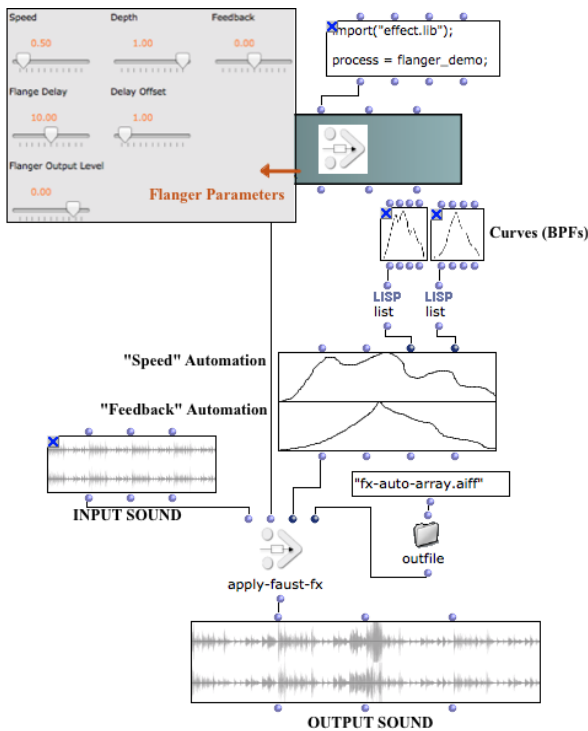 Speed Depth Feedback
0.50 1.00 0.00
Flange Delay Delay Offset
10.00 1.00
Flanger Output Level
0.00
import("effect.lib");
process = flanger_demo;
Flanger Parameters
Curves (BPFs)
LISP LISP
list list
"Speed" Automation
"Feedback" Automation
"fx-auto-array.aiff"
INPUT SOUND
outfile
apply-faust-fx
OUTPUT SOUND